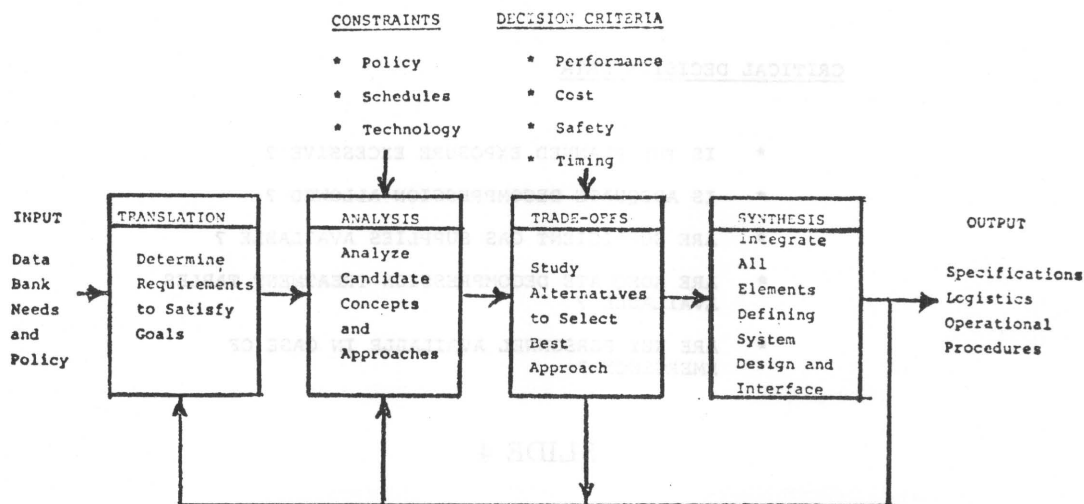 CONSTRAINTS
* Policy
* Schedules
* Technology
DECISION CRITERIA
* Performance
* Cost
* Safety
* Timing
INPUT
Data
Bank
Needs
and
Policy
TRANSLATION
Determine
Requirements
to Satisfy
Goals
ANALYSIS
Analyze
Candidate
Concepts
and
Approaches
TRADE-OFFS
Study
Alternatives
to Select
Best
Approach
SYNTHESIS
Integrate
All
Elements
Defining
System
Design and
Interface
OUTPUT
Specifications
Logistics
Operational
Procedures